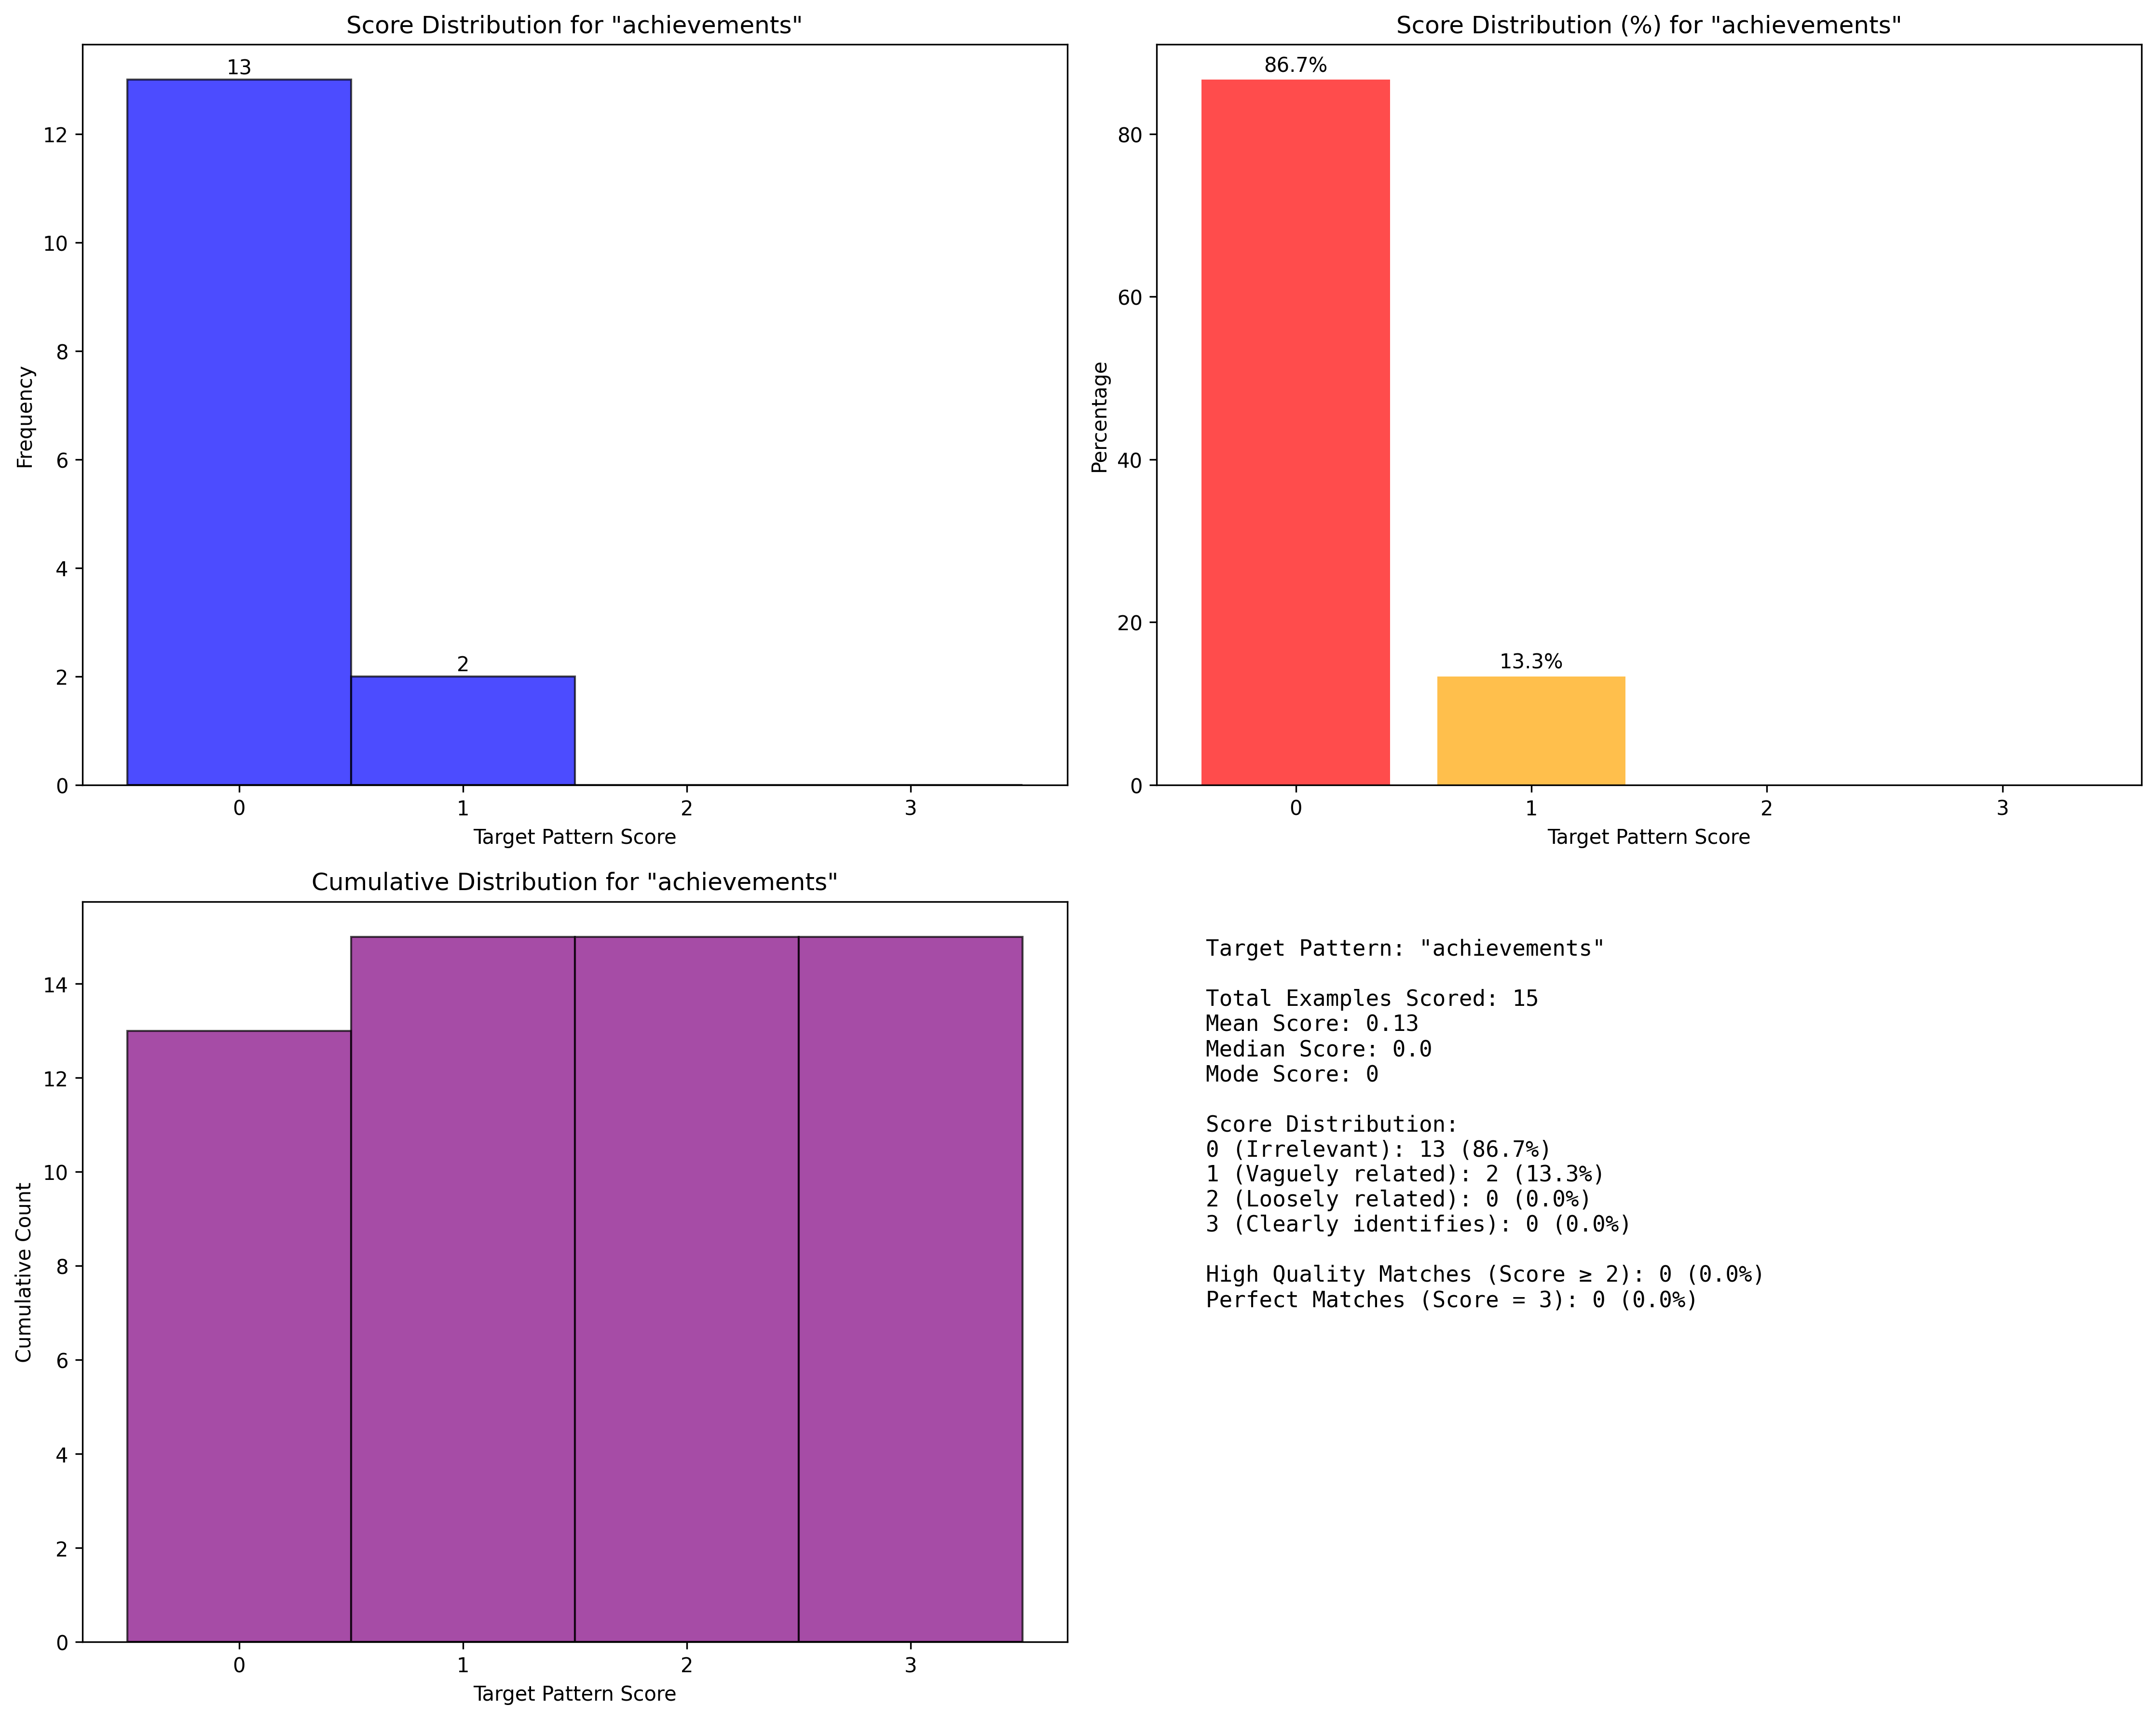 Score Distribution for "achievements"
13
2
12
10
8
6
4
2
0
Frequency
0 1 2 3
Target Pattern Score
Score Distribution (%) for "achievements"
86.7%
13.3%
80
60
40
20
0
Percentage
0 1 2 3
Target Pattern Score
Cumulative Distribution for "achievements"
14
12
10
8
6
4
2
0
Cumulative Count
0 1 2 3
Target Pattern Score
Target Pattern: "achievements"
Total Examples Scored: 15
Mean Score: 0.13
Median Score: 0.0
Mode Score: 0
Score Distribution:
0 (Irrelevant): 13 (86.7%)
1 (Vaguely related): 2 (13.3%)
2 (Loosely related): 0 (0.0%)
3 (Clearly identifies): 0 (0.0%)
High Quality Matches (Score ≥ 2): 0 (0.0%)
Perfect Matches (Score = 3): 0 (0.0%)